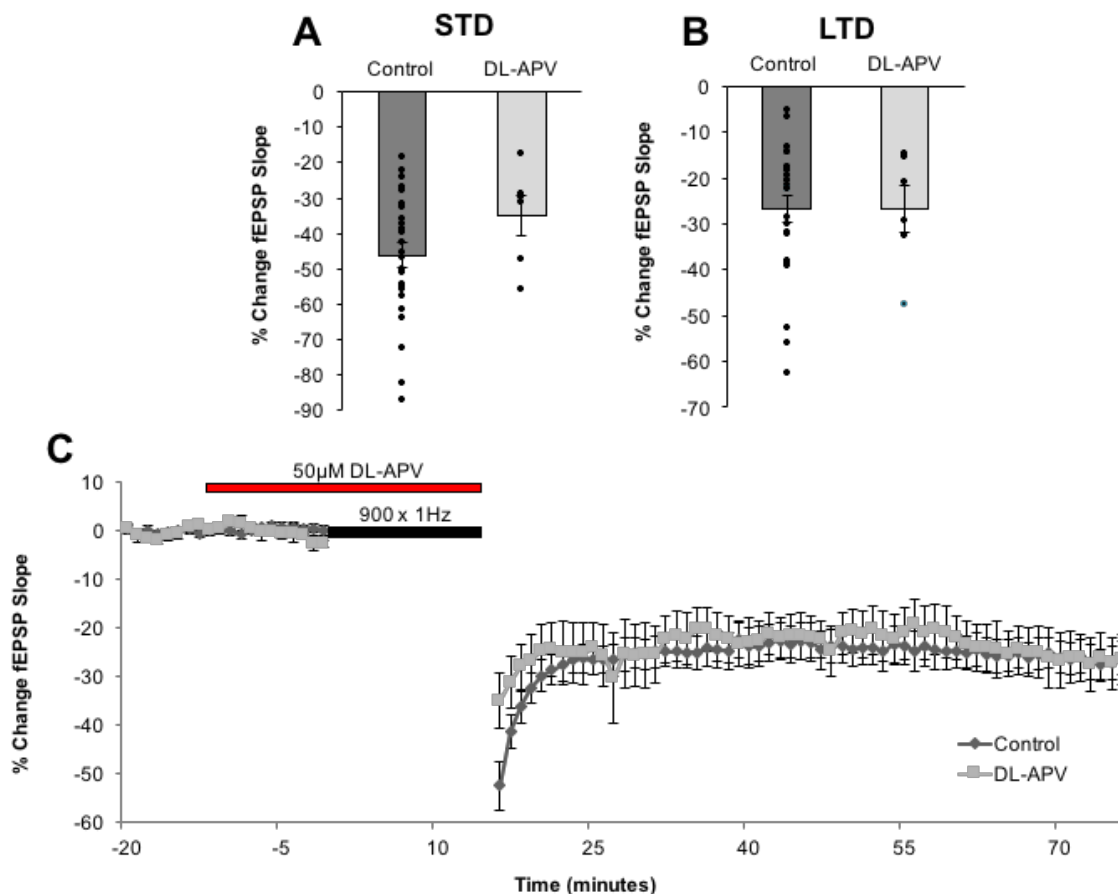 A STD
Control DL-APV
0
-10
-20
-30
-40
-50
-60
-70
-80
-90
% Change fEPSP Slope
B LTD
Control DL-APV
0
-10
-20
-30
-40
-50
-60
-70
% Change fEPSP Slope
C
50µM DL-APV
900 x 1Hz
10
0
-10
-20
-30
-40
-50
-60
% Change fEPSP Slope
Control
DL-APV
-20 -5 10 25 40 55 70
Time (minutes)